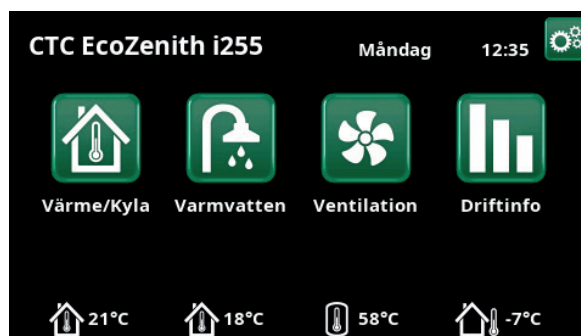 CTC EcoZenith i255 Måndag 12:35
Värme/Kyla Varmvatten Ventilation Driftinfo
21°C 18°C 58°C -7°C